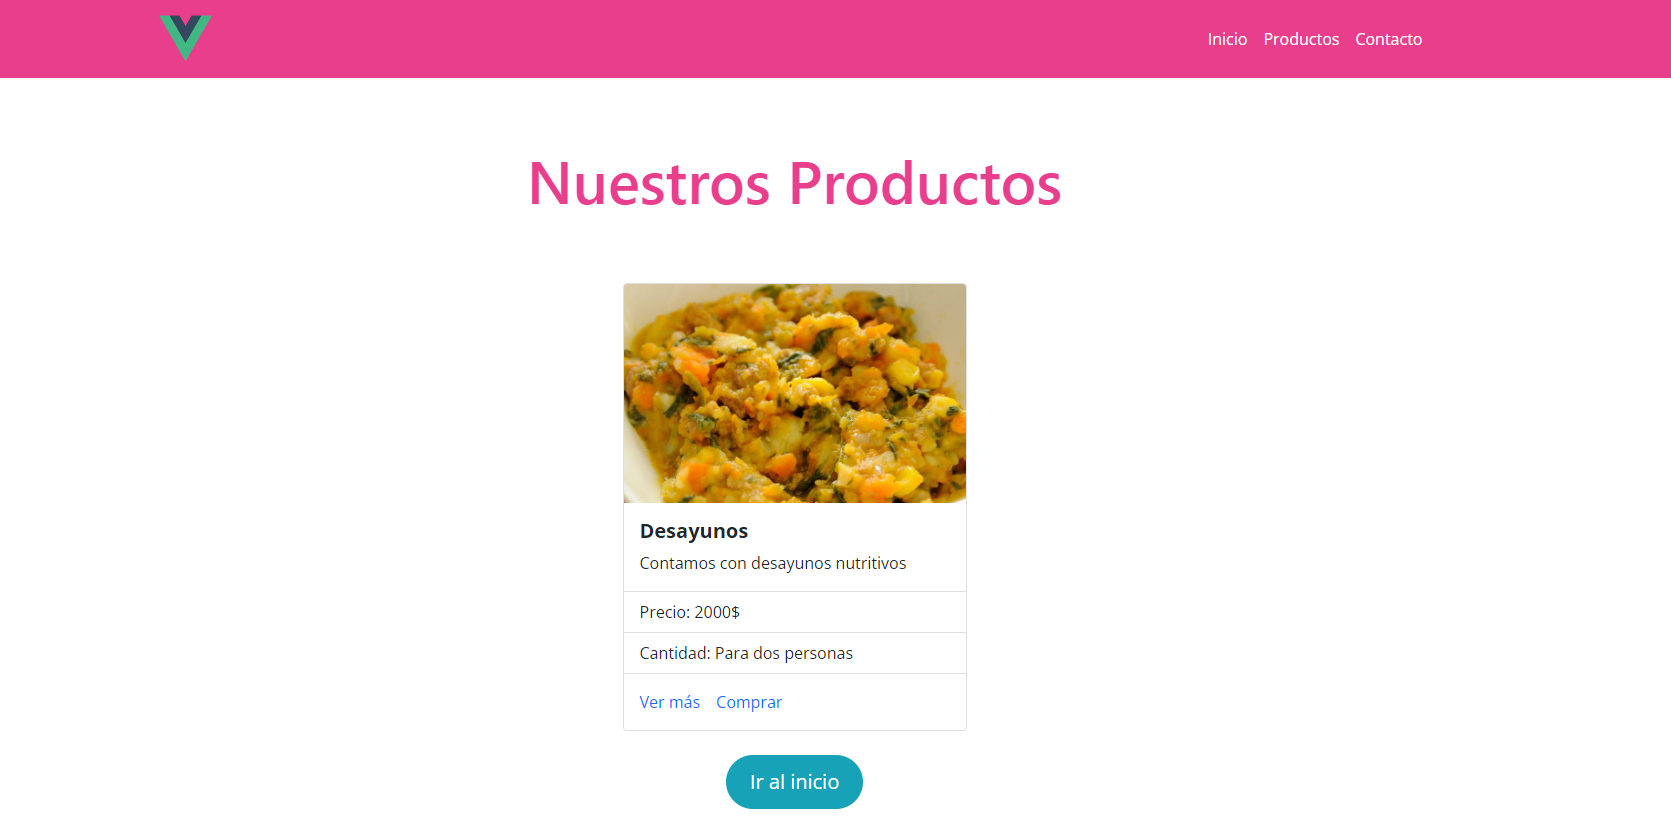 Inicio Productos Contacto
Nuestros Productos
Desayunos
Contamos con desayunos nutritivos
Precio: 2000$
Cantidad: Para dos personas
Ver más Comprar
Ir al inicio